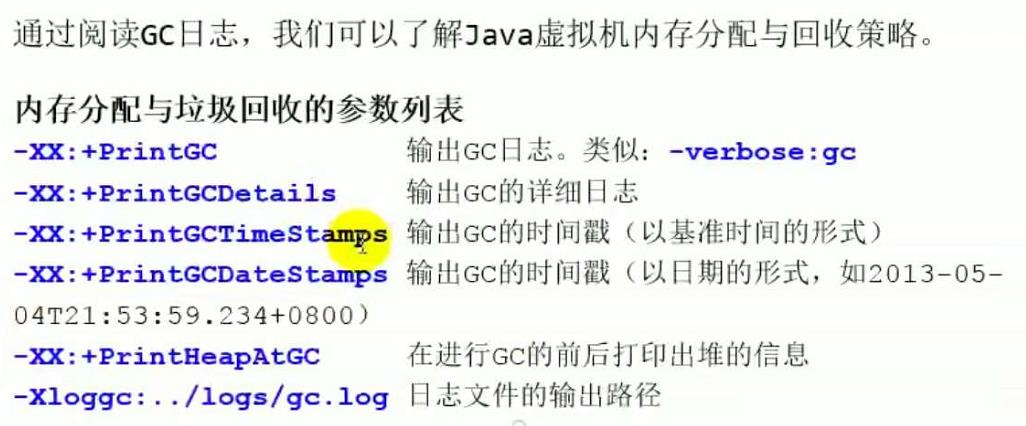 通过阅读GC日志，我们可以了解Java虚拟机内存分配与回收策略。
内存分配与垃圾回收的参数列表
-XX:+PrintGC 输出GC日志。类似：-verbose:gc
-XX:+PrintGCDetails 输出GC的详细日志
-XX:+PrintGCTimeStamps 输出GC的时间戳（以基准时间的形式）
-XX:+PrintGCDateStamps 输出GC的时间戳（以日期的形式，如2013-05-
04T21:53:59.234+0800）
-XX:+PrintHeapAtGC 在进行GC的前后打印出堆的信息
-Xloggc:../logs/gc.log 日志文件的输出路径